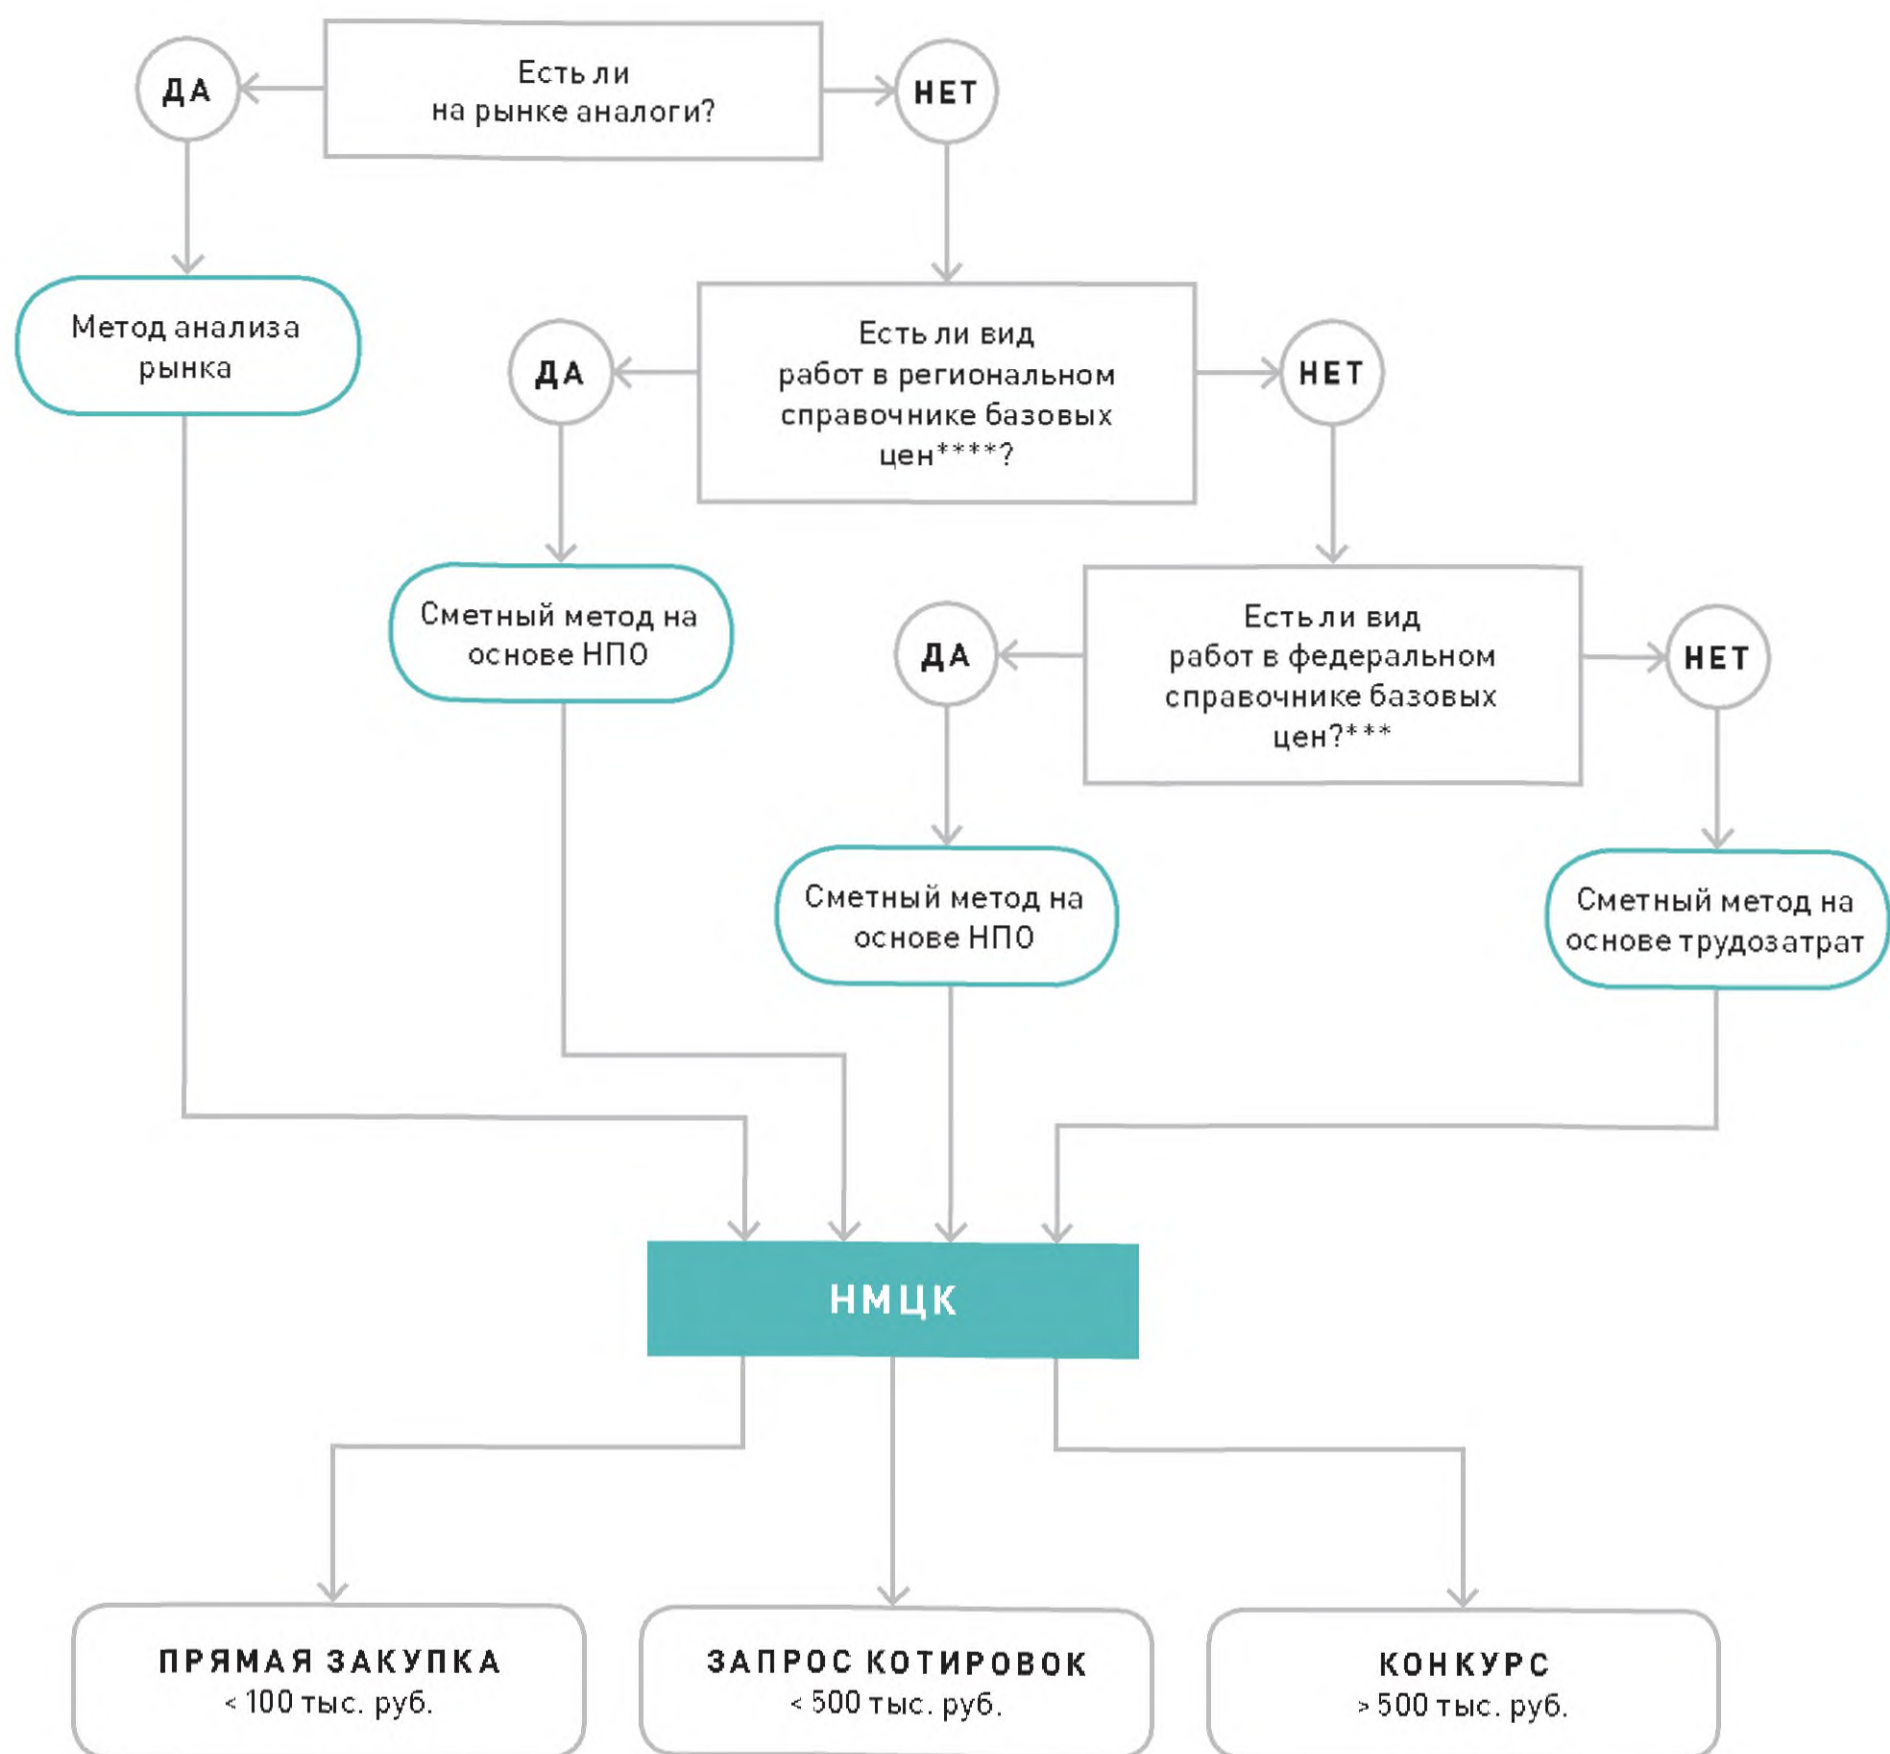 ДА
Есть ли
на рынке аналоги?
НЕТ
Метод анализа
рынка
ДА
Есть ли вид
работ в региональном
справочнике базовых
цен****?
НЕТ
Сметный метод на
основе НПО
ДА
Есть ли вид
работ в федеральном
справочнике базовых
цен?***
НЕТ
Сметный метод на
основе НПО
Сметный метод на
основе трудозатрат
НМЦК
ПРЯМАЯ ЗАКУПКА
< 100 тыс. руб.
ЗАПРОС КОТИРОВОК
< 500 тыс. руб.
КОНКУРС
> 500 тыс. руб.